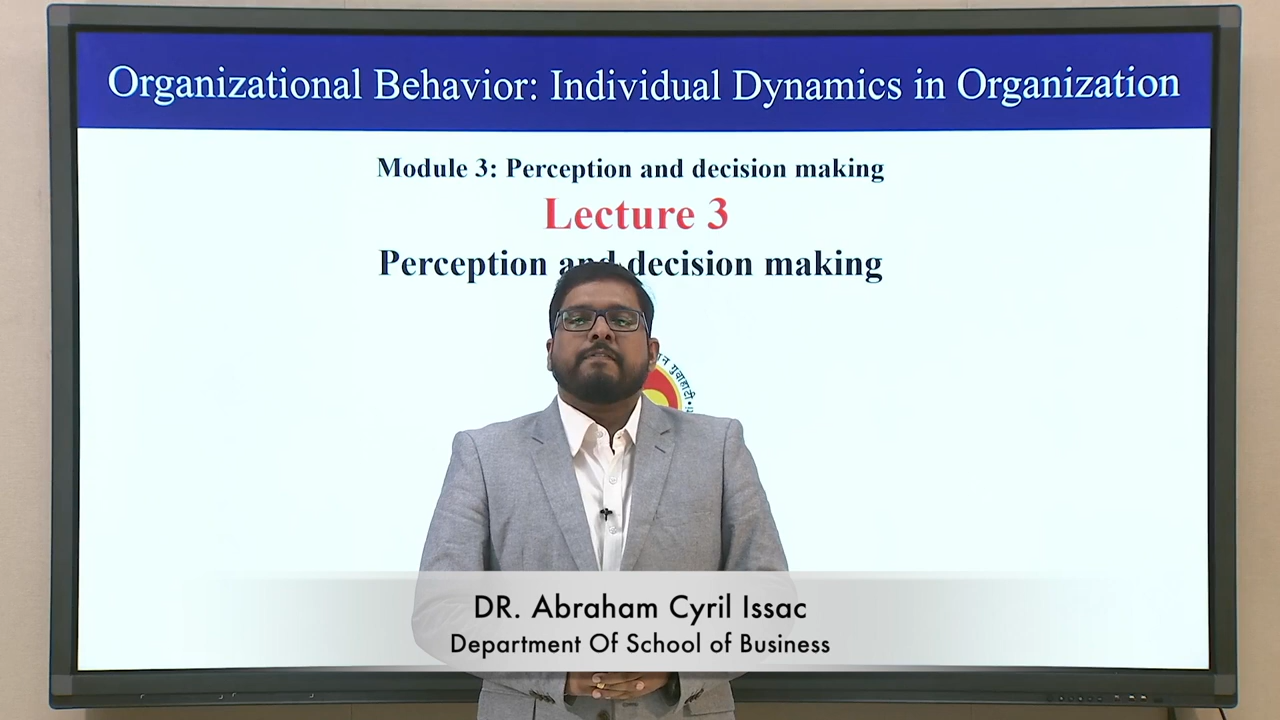 Organizational Behavior: Individual Dynamics in Organization
Module 3: Perception and decision making
Lecture 3
Perception and decision making
गुवाहाटी
DR. Abraham Cyril Issac
Department Of School of Business